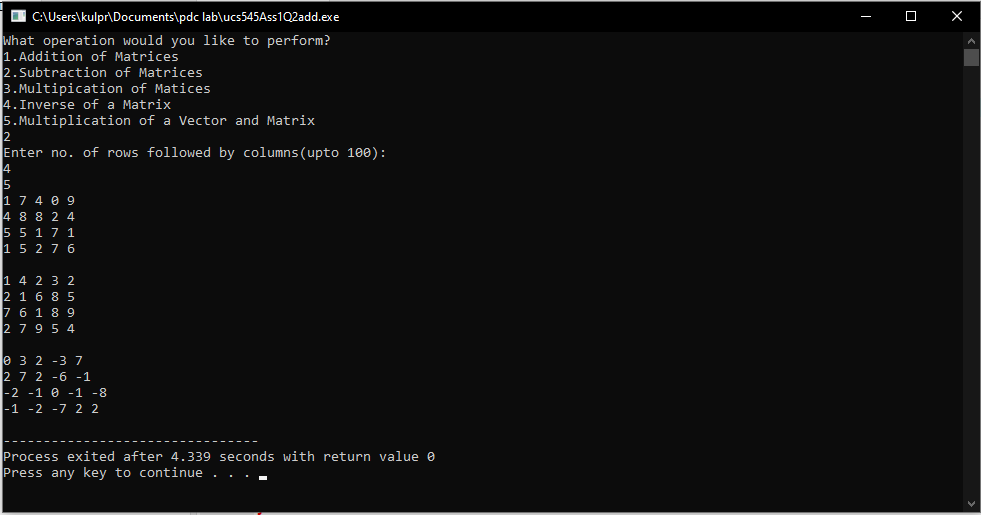 C:\Users\kulpr\Documents\pdc lab\ucs545Ass1Q2add.exe
What operation would you like to perform?
1.Addition of Matrices
2.Subtraction of Matrices
3.Multipication of Matices
4.Inverse of a Matrix
5.Multiplication of a Vector and Matrix
2
Enter no. of rows followed by columns(upto 100):
4
5
1 7 4 0 9
4 8 8 2 4
5 5 1 7 1
1 5 2 7 6
1 4 2 3 2
2 1 6 8 5
7 6 1 8 9
2 7 9 5 4
0 3 2 -3 7
2 7 2 -6 -1
-2 -1 0 -1 -8
-1 -2 -7 2 2
--------------------------------
Process exited after 4.339 seconds with return value 0
Press any key to continue . . .